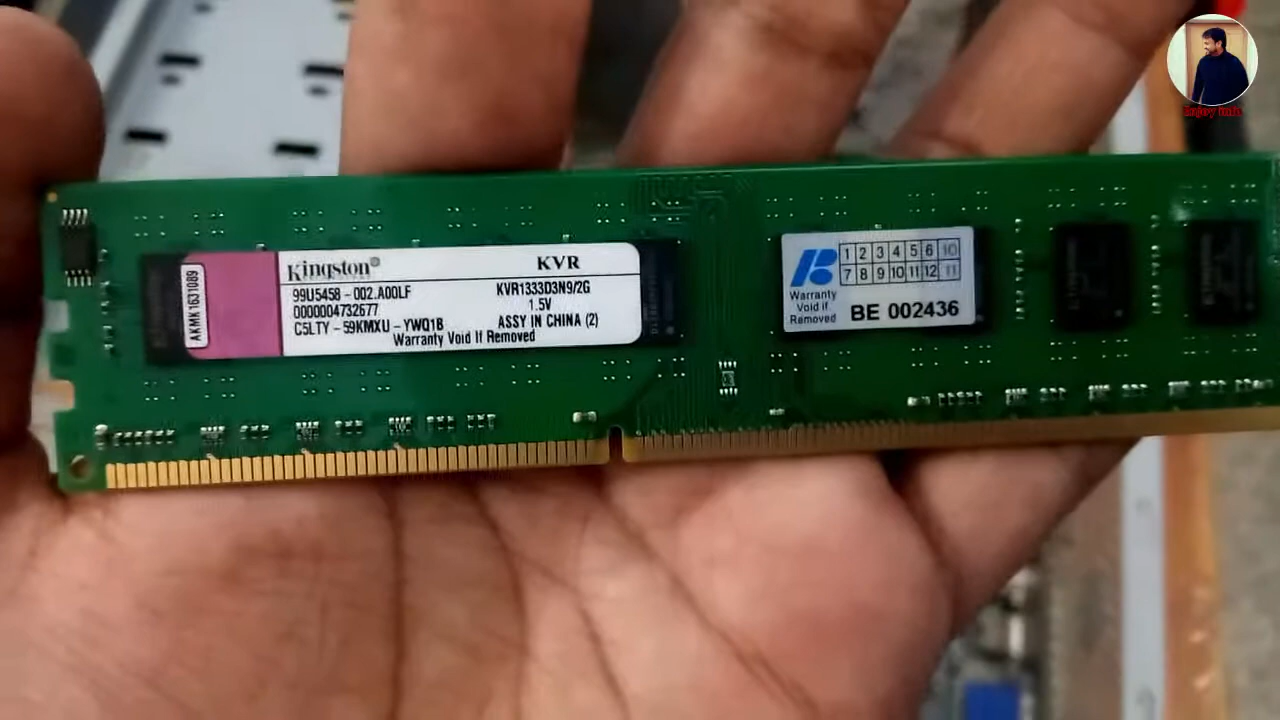 Kingston
KVR
99U5458-002.A00LF
KVR1333D3N9/2G
0000004732677
1.5V
C5LTY-59KMXU-YWQ1B
ASSY IN CHINA (2)
Warranty Void If Removed
AKMK1631089
1 2 3 4 5 6 10
7 8 9 10 11 12 11
Warranty
Void if
Removed
BE 002436
enjoy